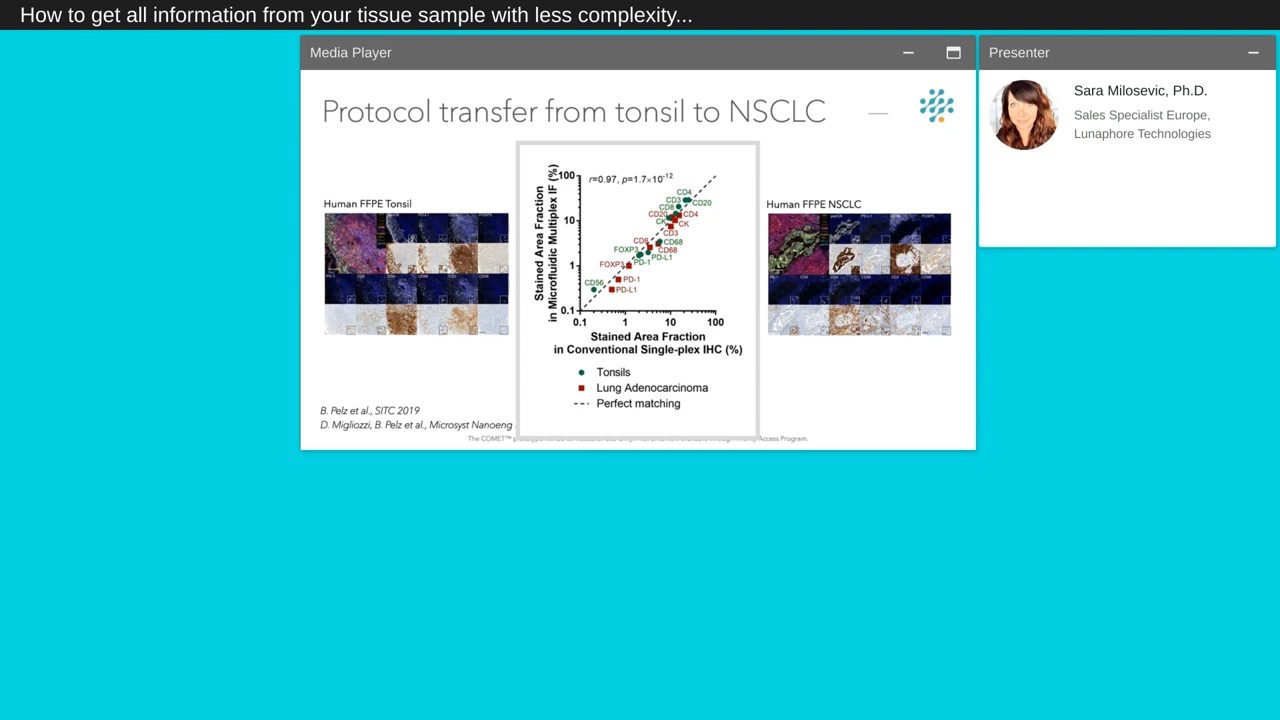 How to get all information from your tissue sample with less complexity...
Media Player
Presenter
Sara Milosevic, Ph.D.
Sales Specialist Europe,
Lunaphore Technologies
Protocol transfer from tonsil to NSCLC
Human FFPE Tonsil
Human FFPE NSCLC
Stained Area Fraction
in Microfluidic Multiplex IF (%)
r=0.97, p=1.7×10-12
100
10
1
0.1
CD4
CD3
CD20
CD8
CD20
CD4
CK
CK
CD3
CD8
CD68
FOXP3
CD68
PD-L1
PD-1
FOXP3
CD56
PD-1
PD-L1
0.1
1
10
100
Stained Area Fraction
in Conventional Single-plex IHC (%)
Tonsils
Lung Adenocarcinoma
Perfect matching
B. Pelz et al., SITC 2019
D. Migliozzi, B. Pelz et al., Microsyst Nanoeng
The COMET™
Access Program.